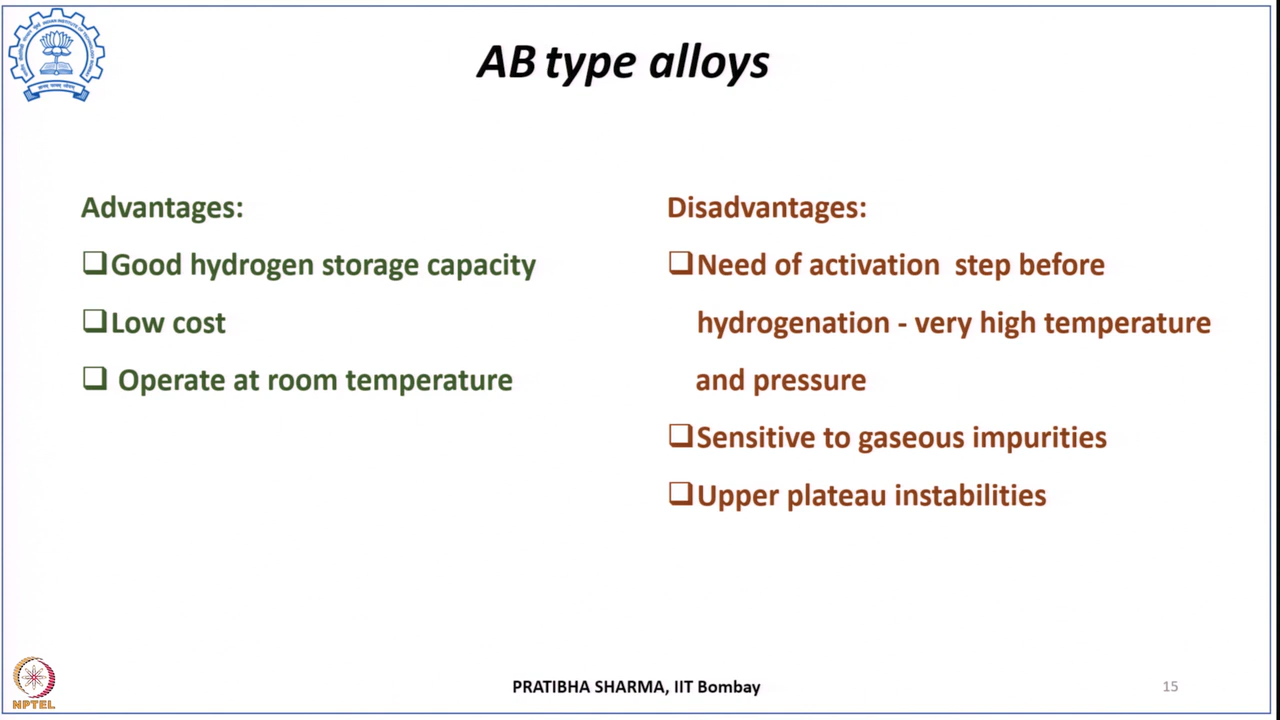 AB type alloys
Advantages:
Good hydrogen storage capacity
Low cost
Operate at room temperature
Disadvantages:
Need of activation step before
hydrogenation - very high temperature
and pressure
Sensitive to gaseous impurities
Upper plateau instabilities
NPTEL
PRATIBHA SHARMA, IIT Bombay
15